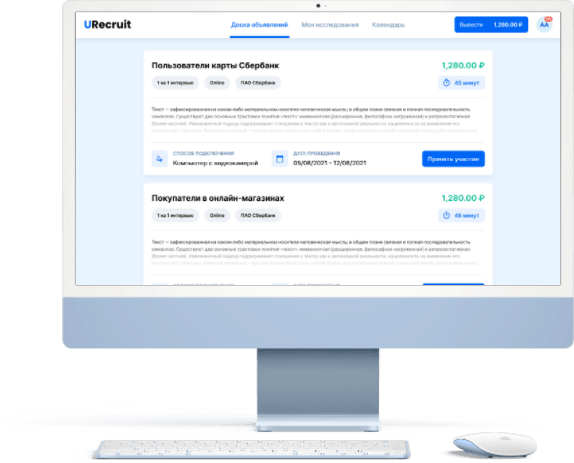 URecruit
Доска объявлений Мои исследования Календарь Вывести 1,280.00 ₽ АА
Пользователи карты Сбербанк 1,280.00 ₽
1 на 1 интервью Online ПАО Сбербанк 45 минут
Текст — зафиксированная на каком-либо материальном носителе человеческая мысль; в общем плане связная и полная последовательность
символов. Существуют две основные трактовки понятия «текст»: имманентная (расширенная, философски нагруженная) и репрезентативная
(более частная). Имманентный подход подразумевает отношение к тексту как к автономной реальности, нацеленность на выявление его
СПОСОБ ПОДКЛЮЧЕНИЯ ДАТА ПРОВЕДЕНИЯ
Компьютер с видеокамерой 05/08/2021 - 12/08/2021 Принять участие
Покупатели в онлайн-магазинах 1,280.00 ₽
1 на 1 интервью Online ПАО Сбербанк 45 минут
Текст — зафиксированная на каком-либо материальном носителе человеческая мысль; в общем плане связная и полная последовательность
символов. Существуют две основные трактовки понятия «текст»: имманентная (расширенная, философски нагруженная) и репрезентативная
(более частная). Имманентный подход подразумевает отношение к тексту как к автономной реальности, нацеленность на выявление его